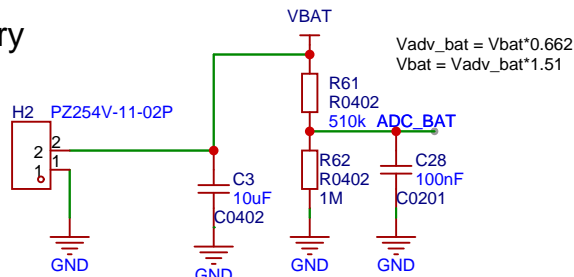 ry
VBAT
Vadv_bat = Vbat*0.662
Vbat = Vadv_bat*1.51
H2 PZ254V-11-02P
R61
R0402
510k ADC_BAT
2 2
1 1
R62
R0402
1M
C3
10uF
C0402
C28
100nF
C0201
GND
GND
GND
GND